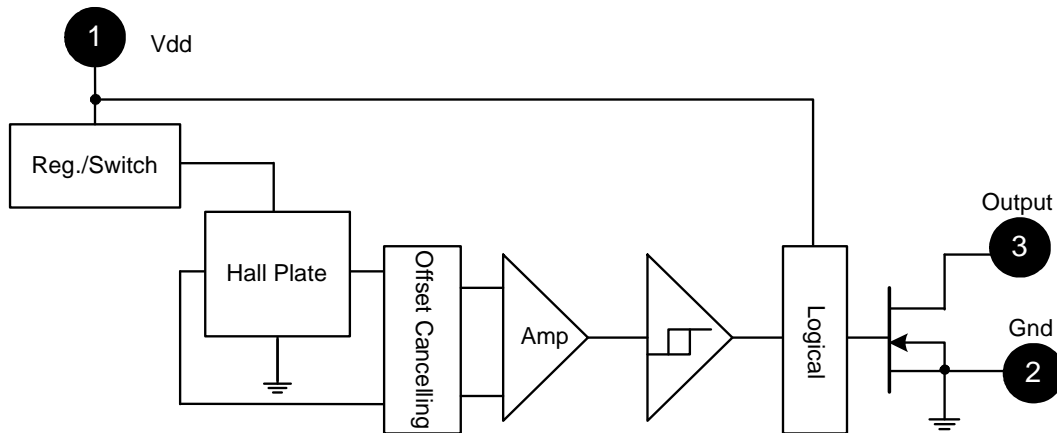 1
Vdd
Reg./Switch
Hall Plate
Offset Cancelling
Amp
Logical
Output
3
Gnd
2